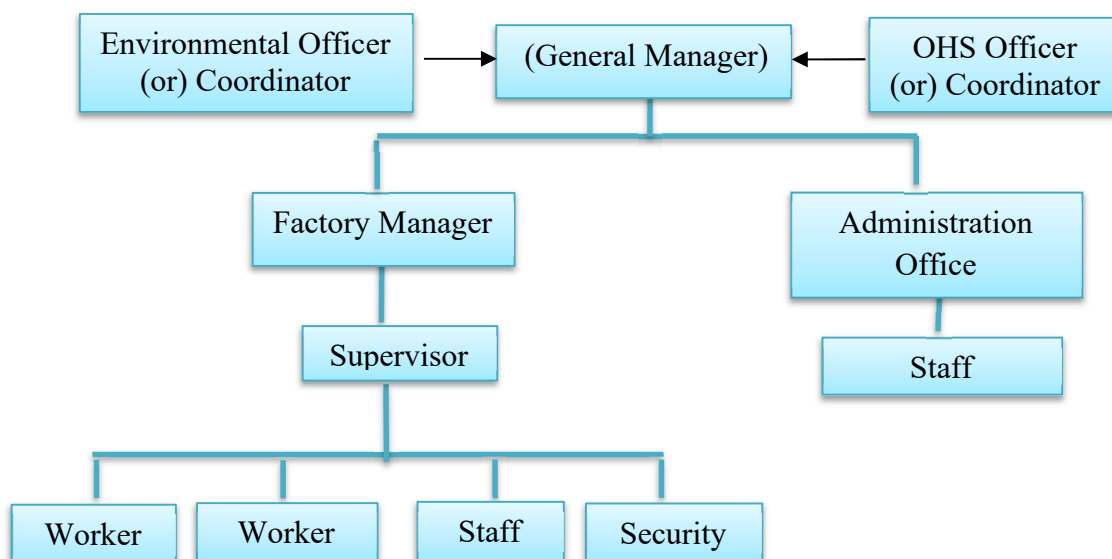 Environmental Officer
(or) Coordinator
(General Manager)
OHS Officer
(or) Coordinator
Factory Manager
Administration
Office
Supervisor
Staff
Worker
Worker
Staff
Security